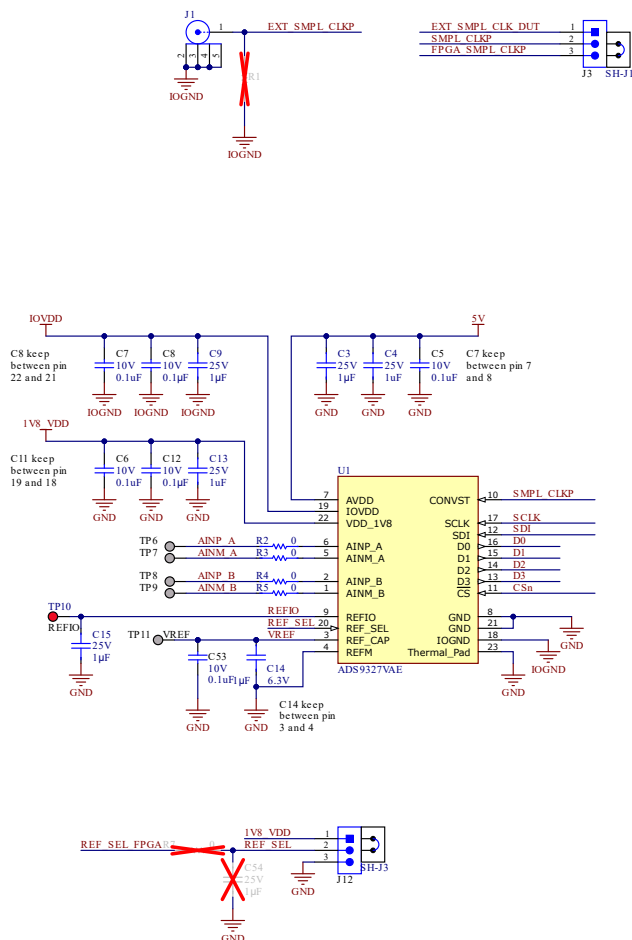 J1
1
EXT_SMPL_CLKP
2
3
4
5
IOGND
R1
IOGND
EXT_SMPL_CLK_DUT
1
SMPL_CLKP
2
FPGA_SMPL_CLKP
3
J3
SH-J1
IOVDD
C8 keep
between pin
22 and 21
C7
10V
0.1uF
C8
10V
0.1µF
C9
25V
1µF
IOGND
IOGND
IOGND
5V
C3
25V
1µF
C4
25V
1uF
C5
10V
0.1uF
C7 keep
between pin 7
and 8
GND
GND
GND
1V8_VDD
C11 keep
between pin
19 and 18
C6
10V
0.1uF
C12
10V
0.1µF
C13
25V
1uF
GND
GND
GND
U1
7
AVDD
19
IOVDD
22
VDD_1V8
TP6
AINP_A
R2
0
6
AINP_A
TP7
AINM_A
R3
0
5
AINM_A
TP8
AINP_B
R4
0
2
AINP_B
TP9
AINM_B
R5
0
1
AINM_B
TP10
REFIO
REFIO
9
REFIO
REF_SEL
20
REF_SEL
TP11
VREF
VREF
3
REF_CAP
4
REFM
CONVST
10
SMPL_CLKP
SCLK
17
SCLK
SDI
12
SDI
D0
16
D0
D1
15
D1
D2
14
D2
D3
13
D3
CS
11
CSn
GND
8
GND
21
IOGND
18
Thermal_Pad
23
ADS9327VAE
GND
IOGND
GND
C15
25V
1µF
GND
C53
10V
0.1uF
GND
C14
1µF
6.3V
GND
C14 keep
between pin
3 and 4
REF_SEL_FPGA
REF_SEL
1V8_VDD
1
2
3
J12
SH-J3
GND
C54
25V
1µF
GND